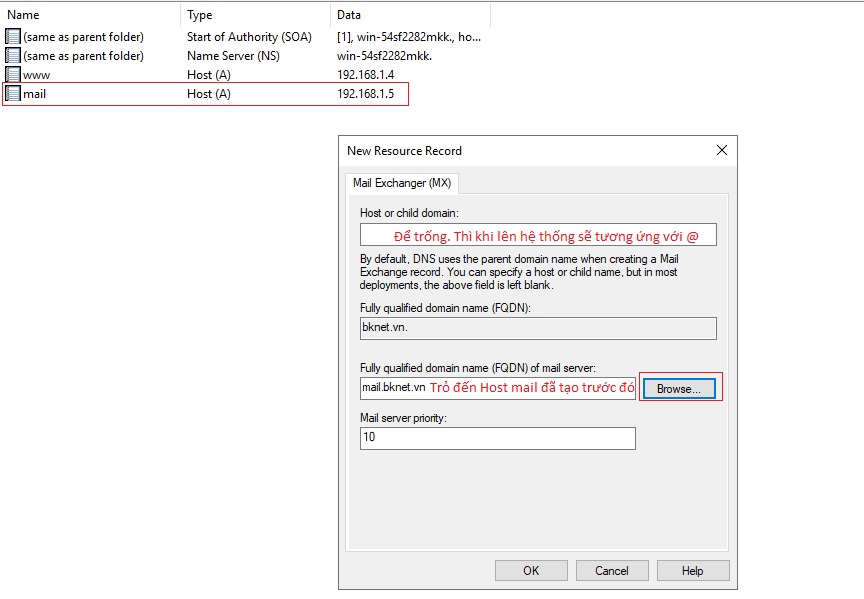 Name Type Data
(same as parent folder) Start of Authority (SOA) [1], win-54sf2282mkk., ho...
(same as parent folder) Name Server (NS) win-54sf2282mkk.
www Host (A) 192.168.1.4
mail Host (A) 192.168.1.5
New Resource Record
Mail Exchanger (MX)
Host or child domain:
Để trống. Thì khi lên hệ thống sẽ tương ứng với @
By default, DNS uses the parent domain name when creating a Mail
Exchange record. You can specify a host or child name, but in most
deployments, the above field is left blank.
Fully qualified domain name (FQDN):
bknet.vn.
Fully qualified domain name (FQDN) of mail server:
mail.bknet.vn Trỏ đến Host mail đã tạo trước đó Browse...
Mail server priority:
10
OK Cancel Help